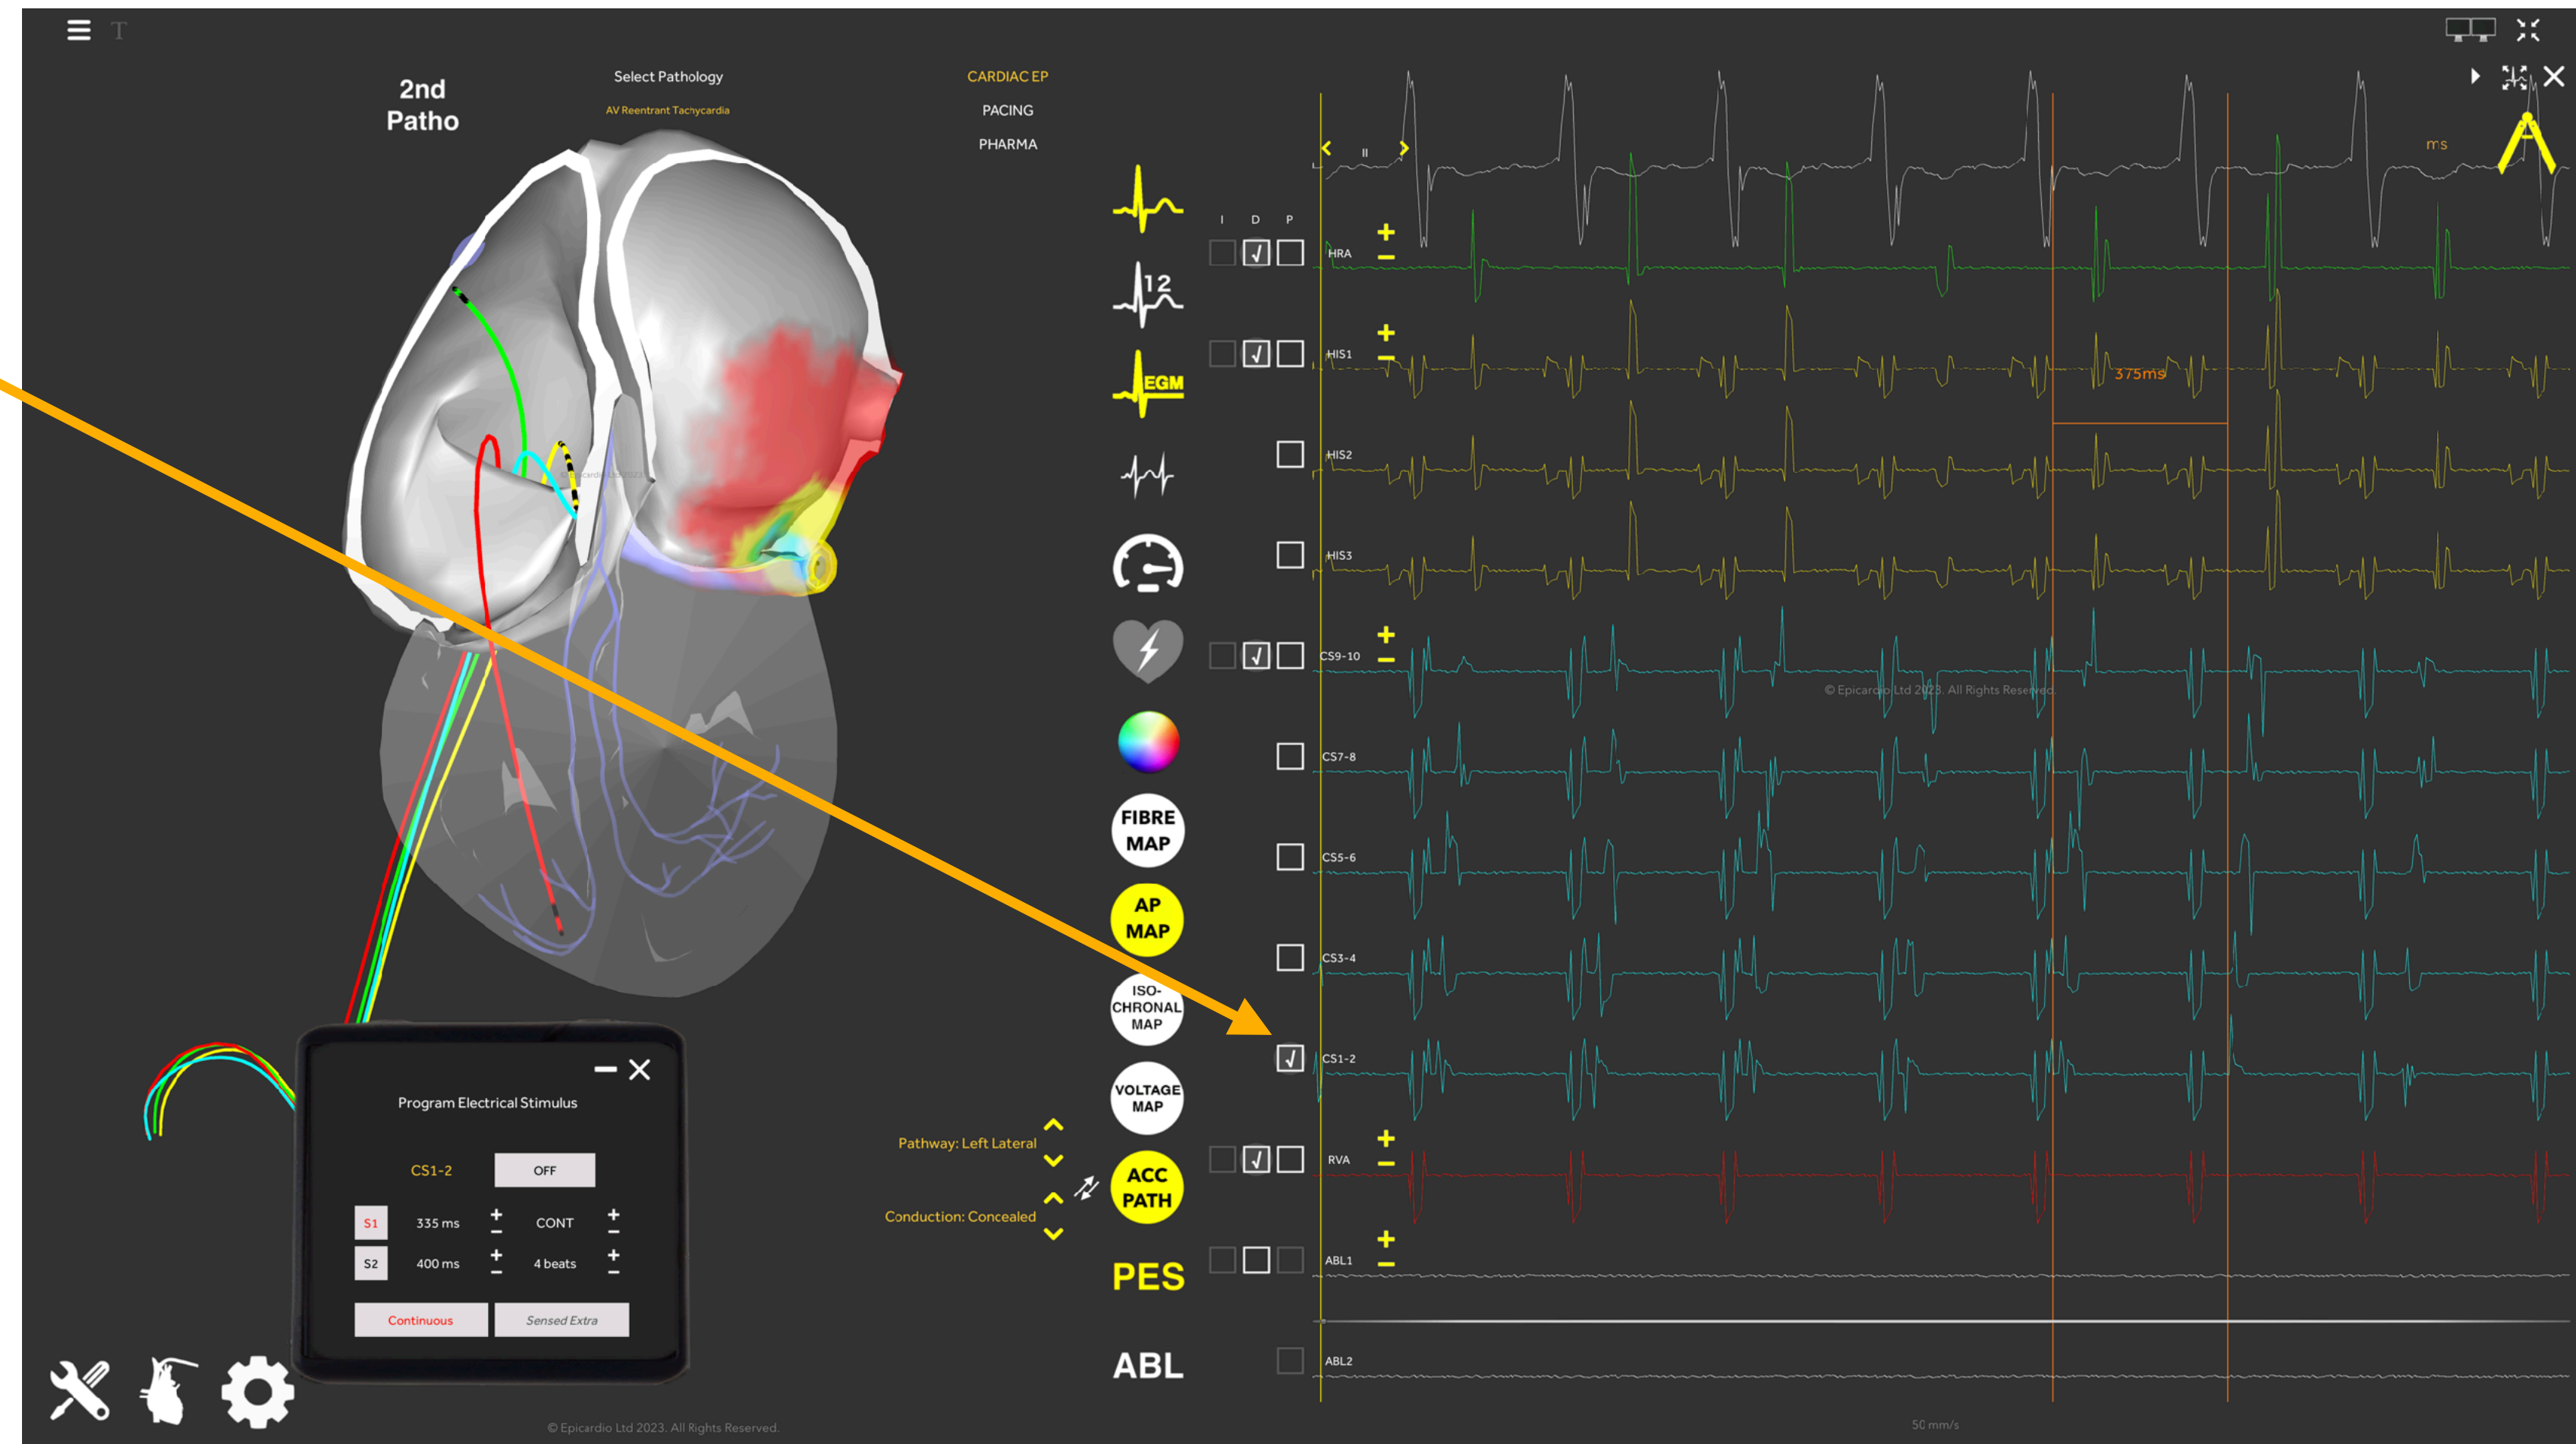 T
2nd
Patho
Select Pathology
AV Reentrant Tachycardia
CARDIAC EP
PACING
PHARMA
12
EGM
FIBRE
MAP
AP
MAP
ISO-
CHRONAL
MAP
VOLTAGE
MAP
Pathway: Left Lateral
Conduction: Concealed
ACC
PATH
PES
ABL
I D P
II
ms
HRA
HIS1
375ms
HIS2
HIS3
CS9-10
© Epicardio Ltd 2023. All Rights Reserved.
CS7-8
CS5-6
CS3-4
CS1-2
RVA
ABL1
ABL2
50 mm/s
Program Electrical Stimulus
CS1-2 OFF
S1 335 ms CONT
S2 400 ms 4 beats
Continuous Sensed Extra
© Epicardio Ltd 2023. All Rights Reserved.